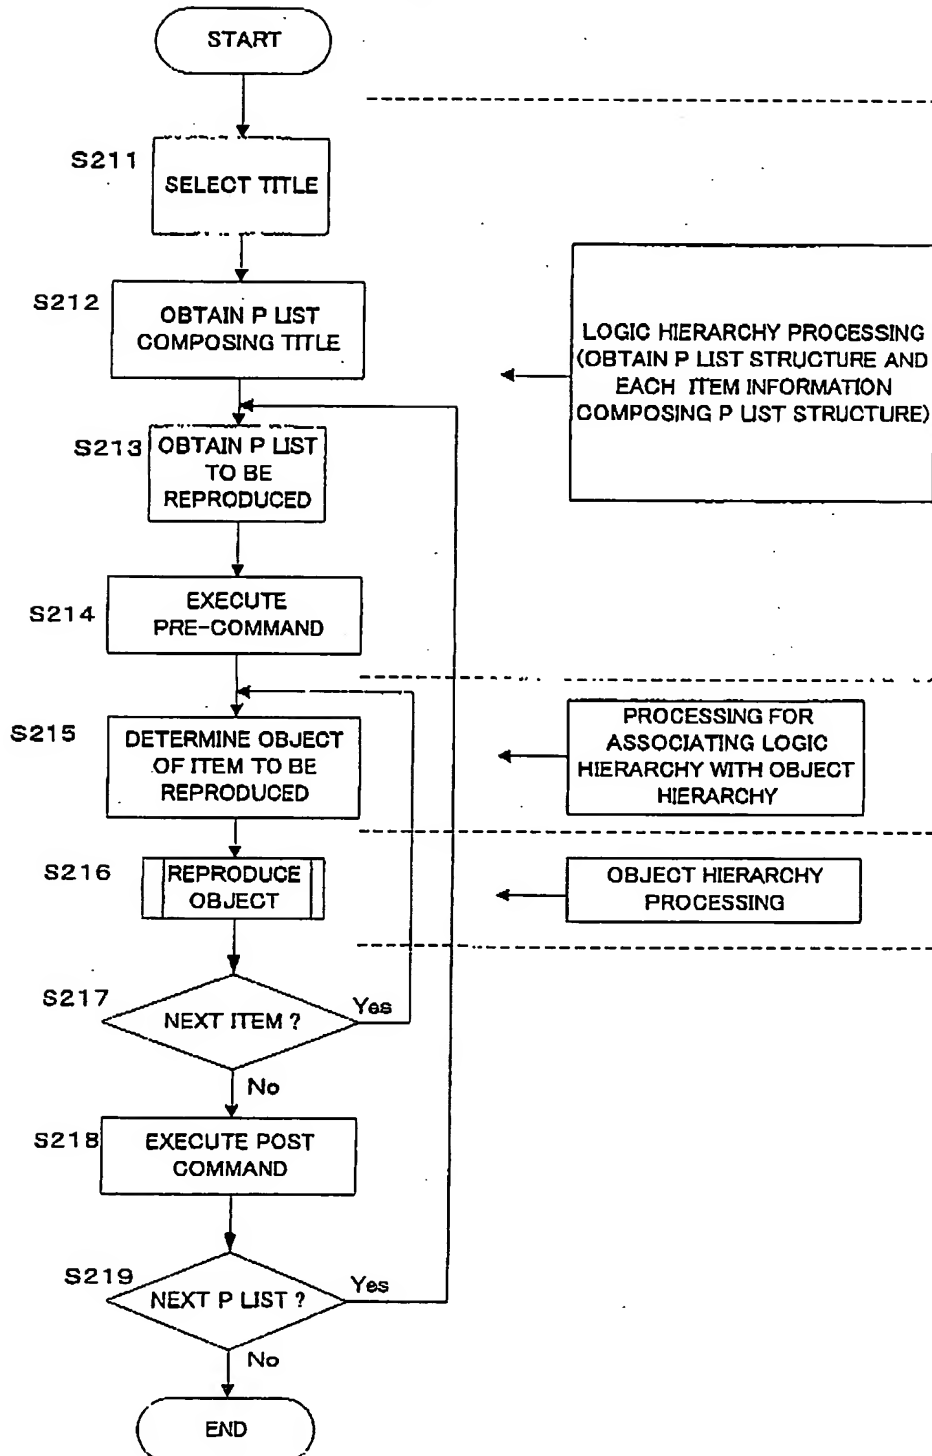 START
S211
SELECT TITLE
S212
OBTAIN P LIST
COMPOSING TITLE
LOGIC HIERARCHY PROCESSING
(OBTAIN P LIST STRUCTURE AND
EACH ITEM INFORMATION
COMPOSING P LIST STRUCTURE)
S213
OBTAIN P LIST
TO BE
REPRODUCED
S214
EXECUTE
PRE-COMMAND
S215
DETERMINE OBJECT
OF ITEM TO BE
REPRODUCED
PROCESSING FOR
ASSOCIATING LOGIC
HIERARCHY WITH OBJECT
HIERARCHY
S216
REPRODUCE
OBJECT
OBJECT HIERARCHY
PROCESSING
S217
NEXT ITEM ?
Yes
No
S218
EXECUTE POST
COMMAND
S219
NEXT P LIST ?
Yes
No
END